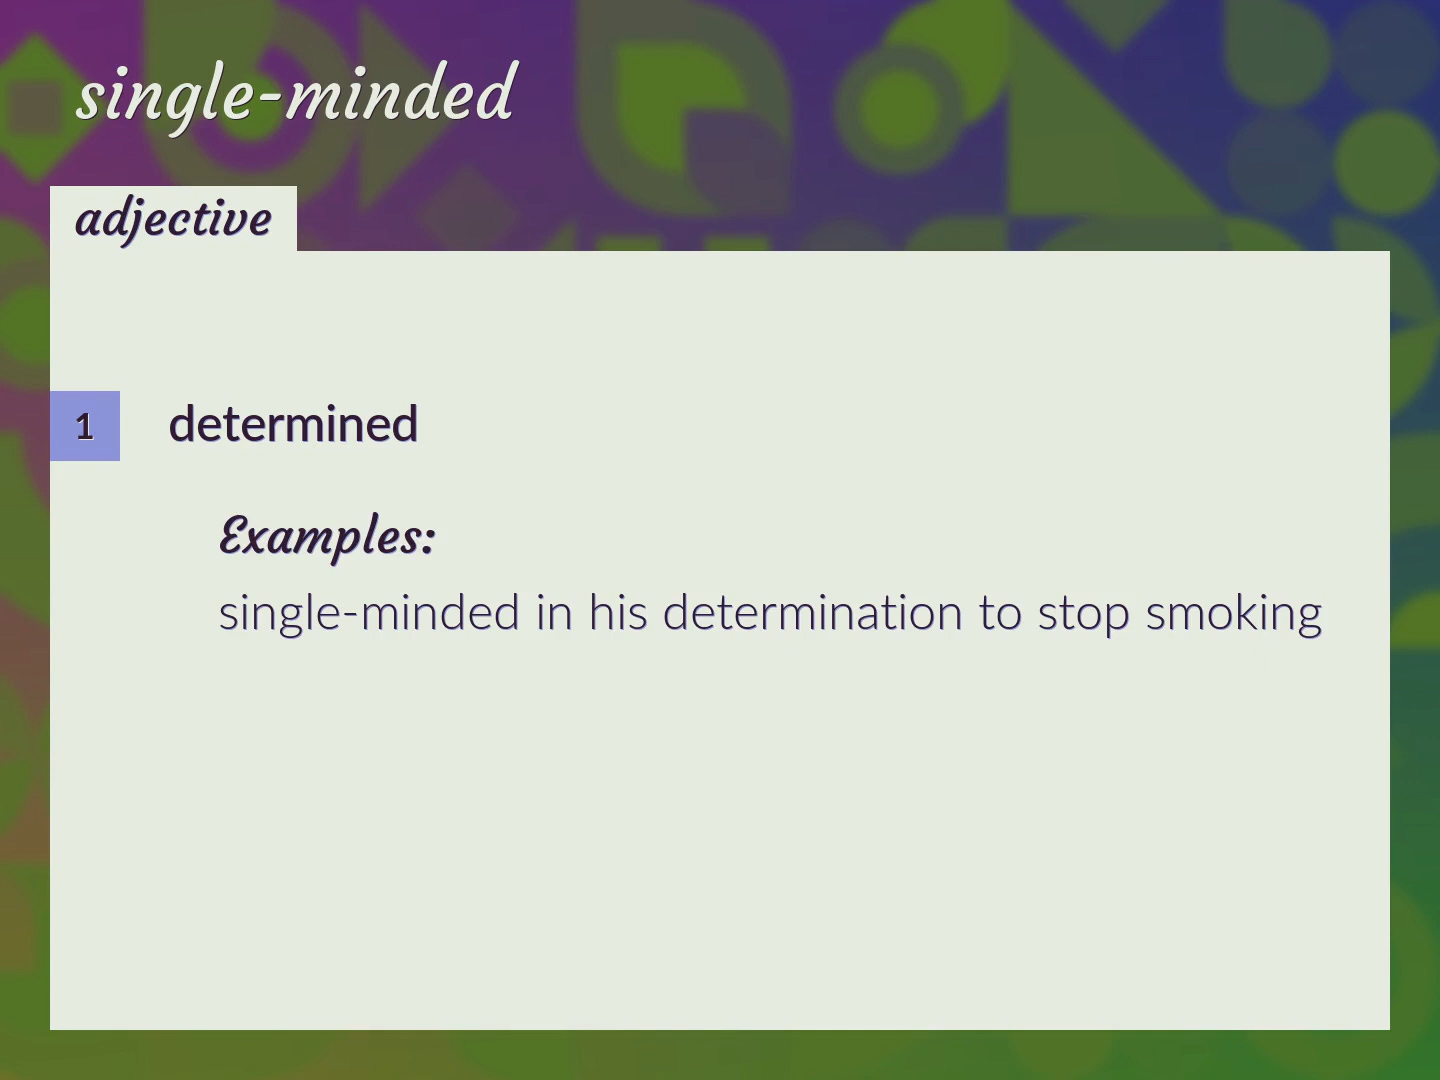 single-minded
adjective
1 determined
Examples:
single-minded in his determination to stop smoking